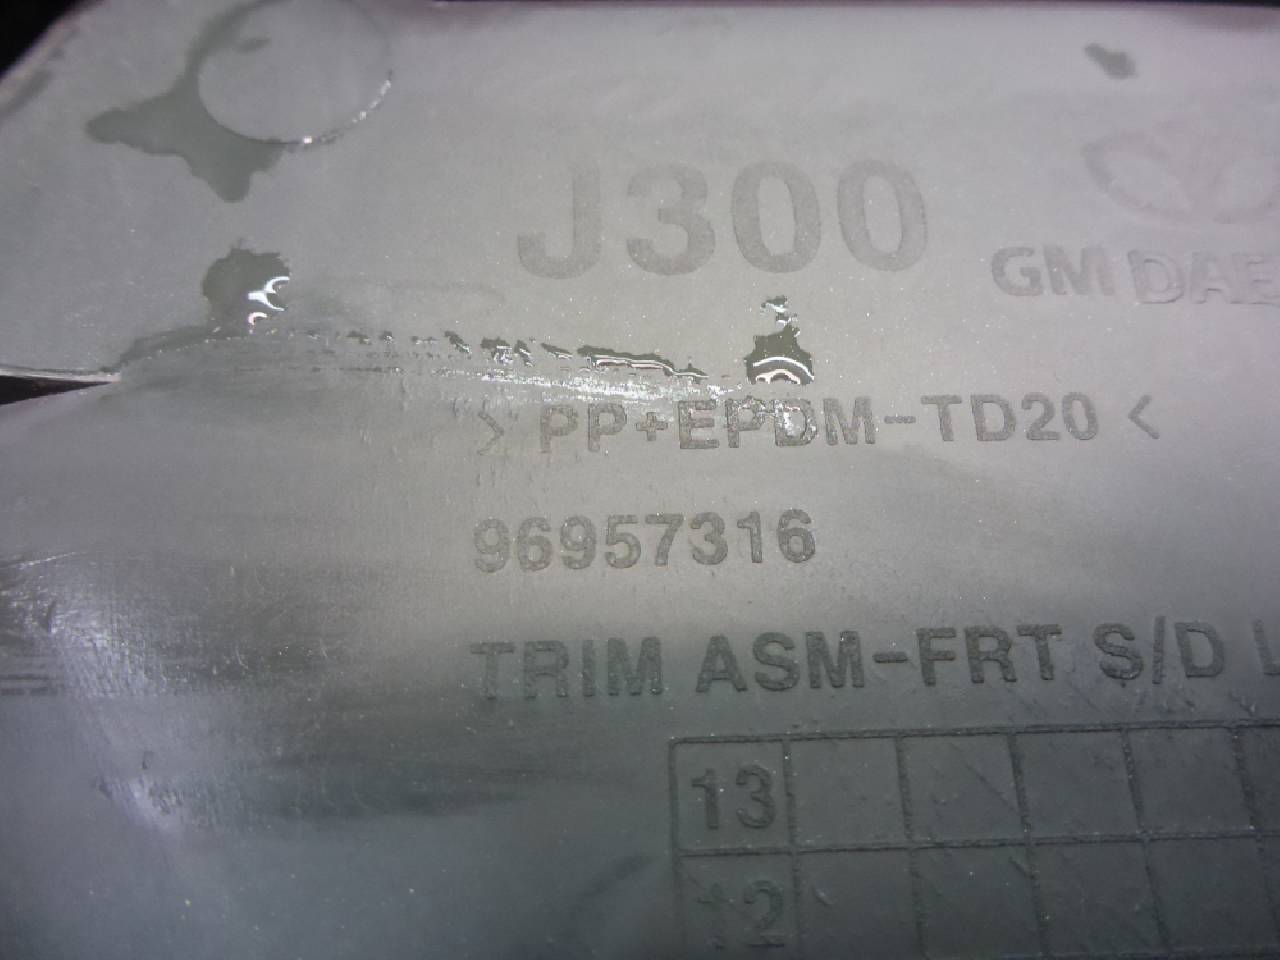 J300
GM DAE
> PP+EPDM-TD20 <
96957316
TRIM ASM-FRT S/D L
13
12